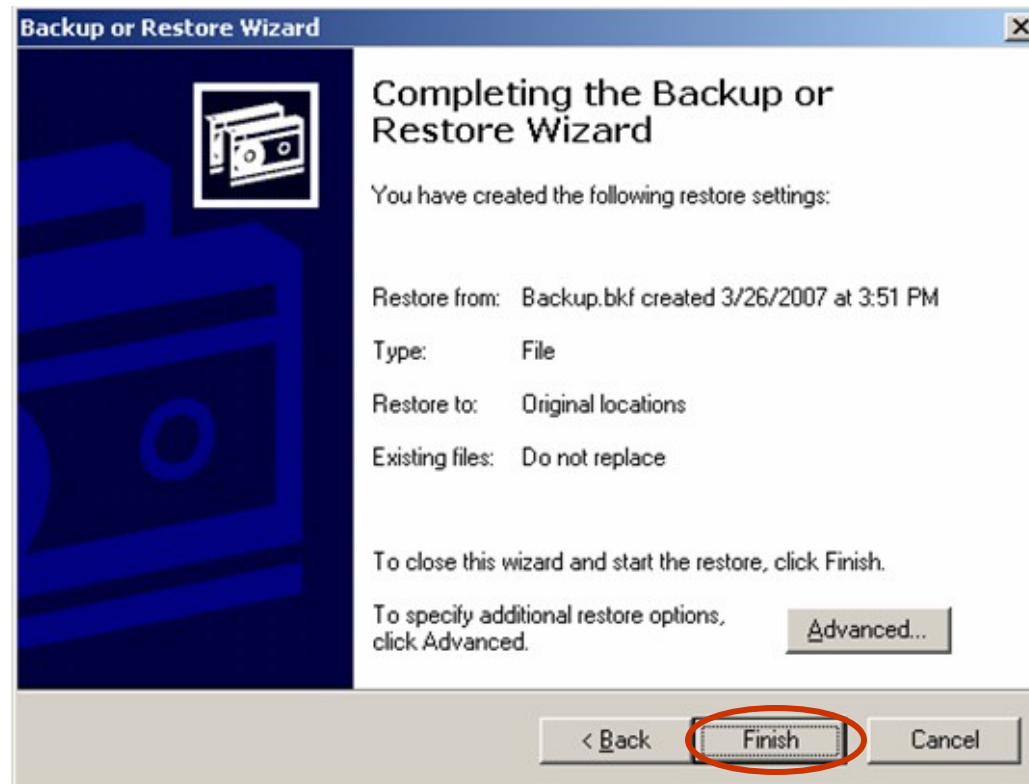 Backup or Restore Wizard
Completing the Backup or
Restore Wizard
You have created the following restore settings:
Restore from: Backup.bkf created 3/26/2007 at 3:51 PM
Type: File
Restore to: Original locations
Existing files: Do not replace
To close this wizard and start the restore, click Finish.
To specify additional restore options,
click Advanced.
Advanced...
< Back Finish Cancel